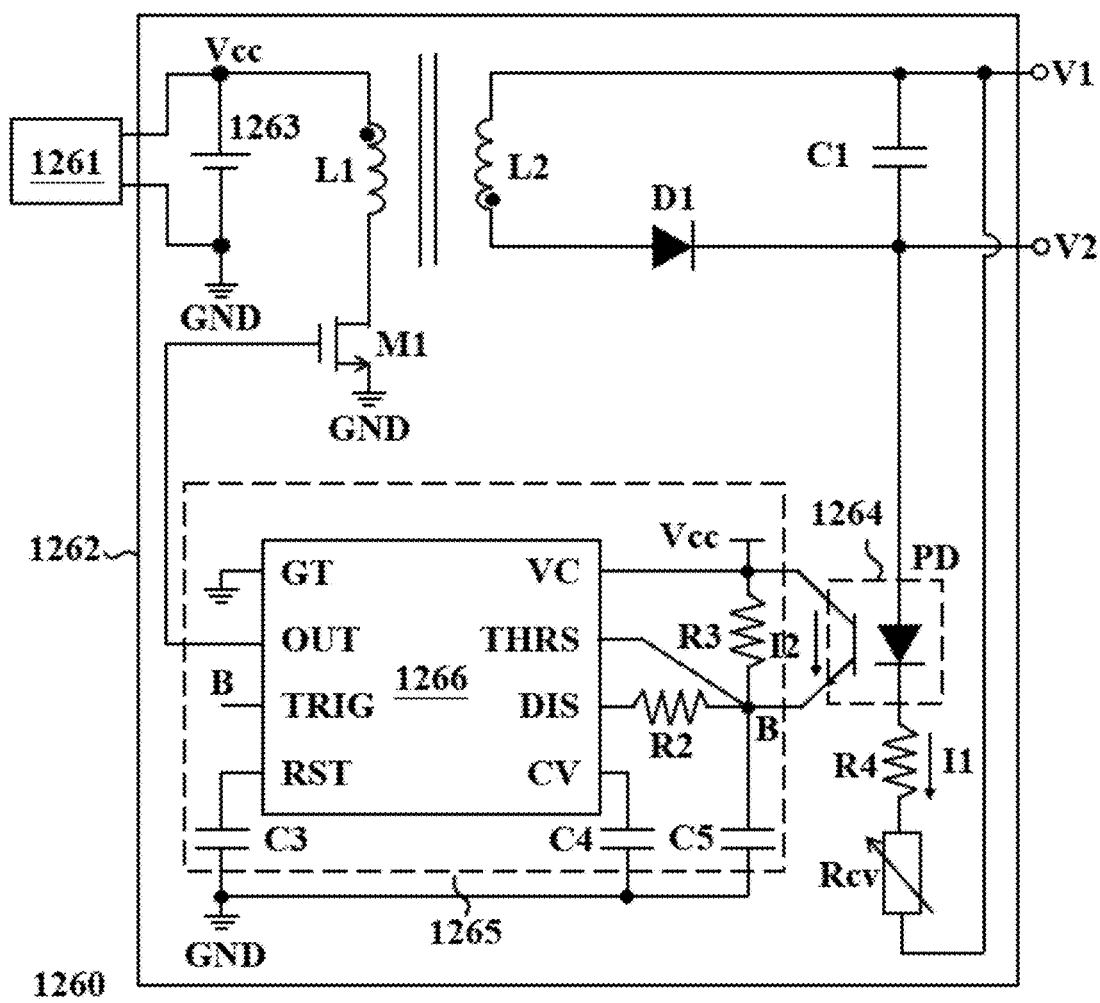 Vcc
V1
1263
1261
L1
L2
C1
D1
V2
GND
M1
GND
1264
Vcc
PD
1262
GT
VC
OUT
THRS
R3
I2
B
1266
TRIG
DIS
R2
B
RST
CV
R4
I1
C3
C4
C5
Rcv
1265
GND
1260